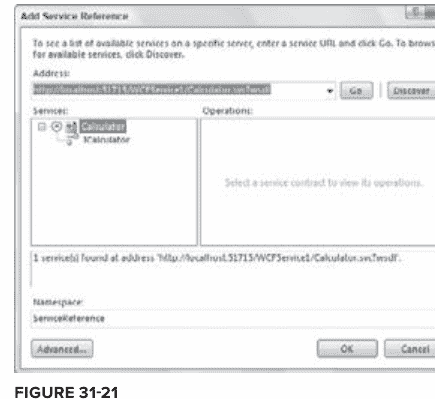 Add Service Reference
To see a list of available services on a specific server, enter a service URL and click Go. To brows
for available services, click Discover.
Address:
http://localhost:51715/WCFService1/Calculator.svc?wsdl
Go
Discover
Services:
Operations:
Calculator
ICalculator
Select a service contract to view its operations.
1 service(s) found at address 'http://localhost:51715/WCFService1/Calculator.svc?wsdl'.
Namespace:
ServiceReference
Advanced...
OK
Cancel
FIGURE 31-21